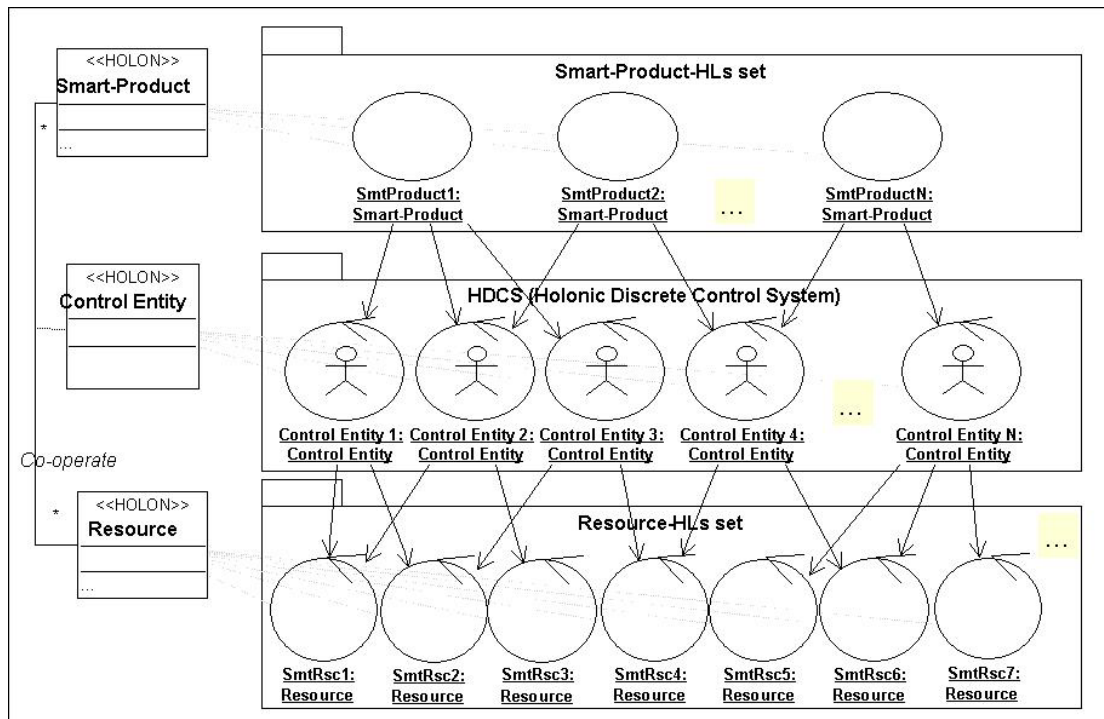 <<HOLON>>
Smart-Product
*
...
Smart-Product-HLs set
SmtProduct1:
Smart-Product
SmtProduct2:
Smart-Product
...
SmtProductN:
Smart-Product
<<HOLON>>
Control Entity
HDCS (Holonic Discrete Control System)
...
Control Entity 1:
Control Entity
Control Entity 2:
Control Entity
Control Entity 3:
Control Entity
Control Entity 4:
Control Entity
Control Entity N:
Control Entity
Co-operate
*
<<HOLON>>
Resource
...
Resource-HLs set
...
SmtRsc1:
Resource
SmtRsc2:
Resource
SmtRsc3:
Resource
SmtRsc4:
Resource
SmtRsc5:
Resource
SmtRsc6:
Resource
SmtRsc7:
Resource